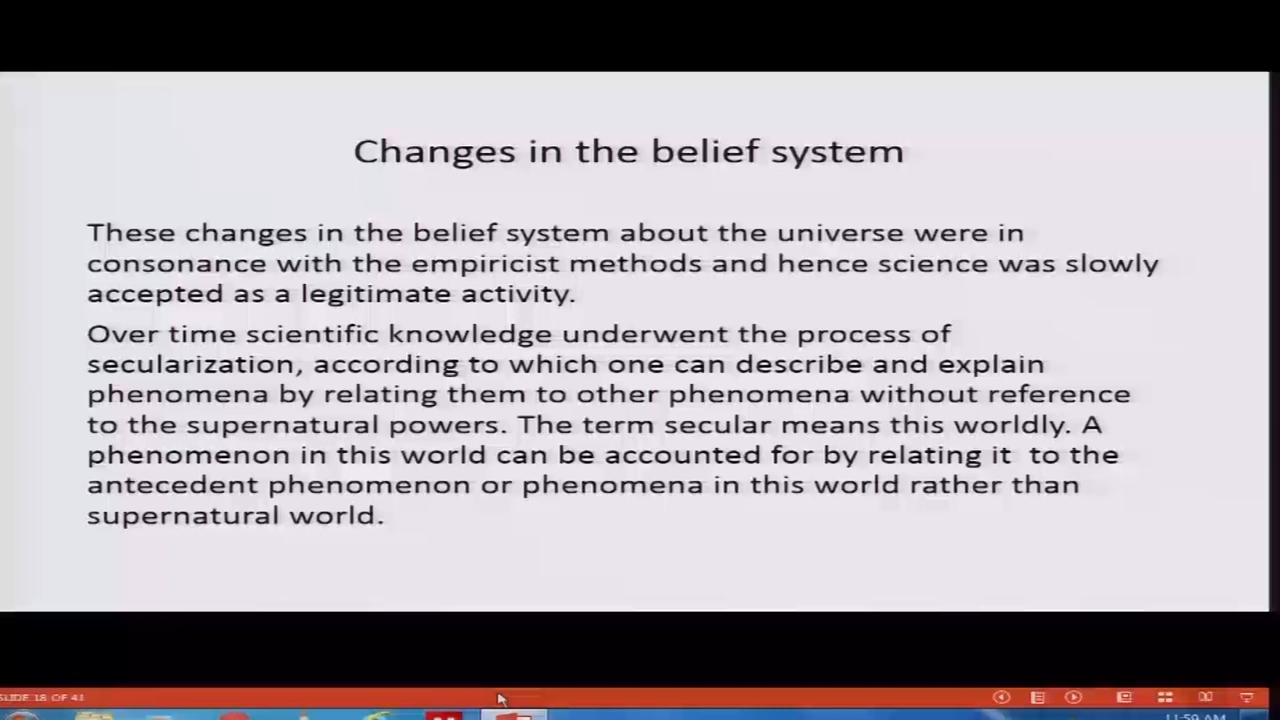 Changes in the belief system
These changes in the belief system about the universe were in
consonance with the empiricist methods and hence science was slowly
accepted as a legitimate activity.
Over time scientific knowledge underwent the process of
secularization, according to which one can describe and explain
phenomena by relating them to other phenomena without reference
to the supernatural powers. The term secular means this worldly. A
phenomenon in this world can be accounted for by relating it to the
antecedent phenomenon or phenomena in this world rather than
supernatural world.
SLIDE 18 OF 41
11:59 AM